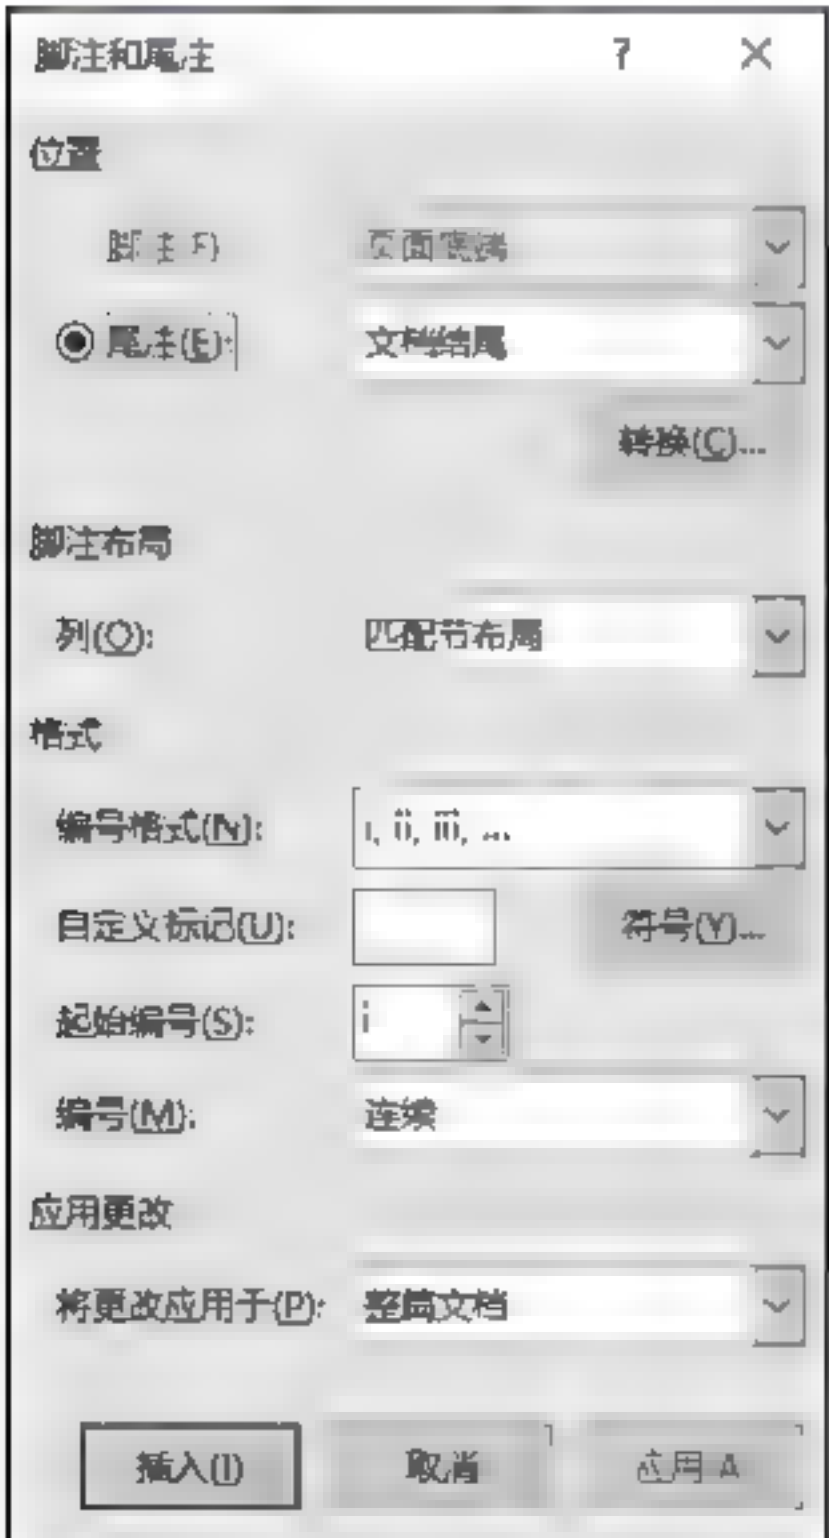 脚注和尾注 ?
位置
脚注(F) 页面底端
尾注(E): 文档结尾
转换(C)...
脚注布局
列(O): 匹配节布局
格式
编号格式(N): i, ii, iii, ...
自定义标记(U): 符号(Y)...
起始编号(S): i
编号(M): 连续
应用更改
将更改应用于(P): 整篇文档
插入(I) 取消 应用(A)